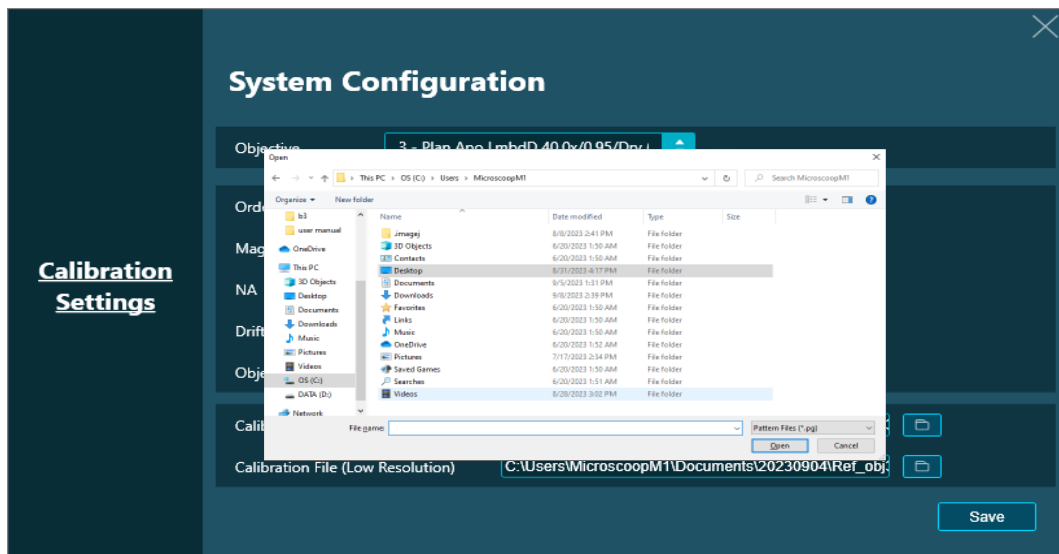 System Configuration
Objective
3 - Plan Apo LmbdD 40.0x/0.95/Dry
Open
This PC > OS (C:) > Users > MicroscoopM1
Search MicroscoopM1
Organize
New folder
Name
Date modified
Type
Size
b3
user manual
OneDrive
This PC
3D Objects
Desktop
Documents
Downloads
Music
Pictures
Videos
OS (C:)
DATA (D:)
Network
.imagej 8/8/2023 2:41 PM File folder
3D Objects 6/20/2023 1:50 AM File folder
Contacts 6/20/2023 1:50 AM File folder
Desktop 8/31/2023 4:17 PM File folder
Documents 9/5/2023 1:31 PM File folder
Downloads 9/8/2023 2:39 PM File folder
Favorites 6/20/2023 1:50 AM File folder
Links 6/20/2023 1:50 AM File folder
Music 6/20/2023 1:50 AM File folder
OneDrive 6/20/2023 1:52 AM File folder
Pictures 7/17/2023 2:34 PM File folder
Saved Games 6/20/2023 1:50 AM File folder
Searches 6/20/2023 1:51 AM File folder
Videos 8/28/2023 3:02 PM File folder
File name:
Pattern Files (*.pg)
Open
Cancel
Calibration
Settings
Orde
Mag
NA
Drift
Obje
Calib
Calibration File (Low Resolution)
C:\Users\MicroscoopM1\Documents\20230904\Ref_obj
Save